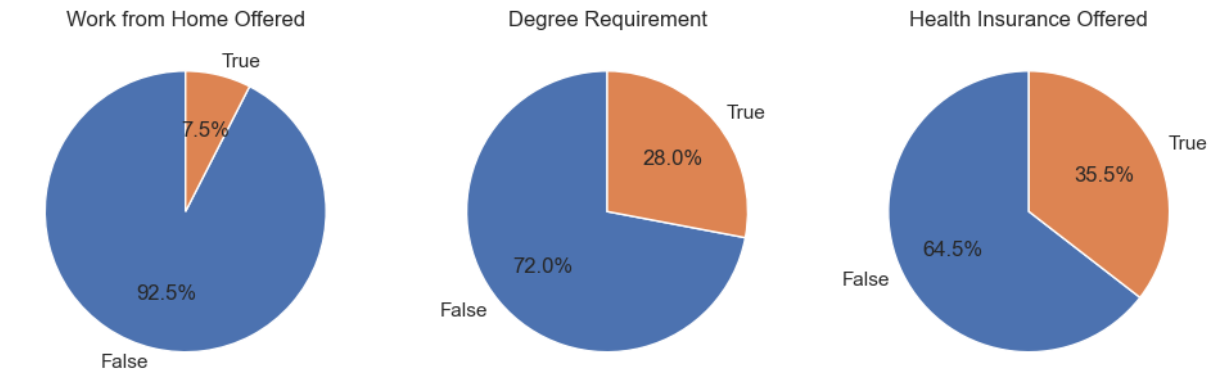 Work from Home Offered
True
7.5%
92.5%
False
Degree Requirement
True
28.0%
72.0%
False
Health Insurance Offered
True
35.5%
64.5%
False